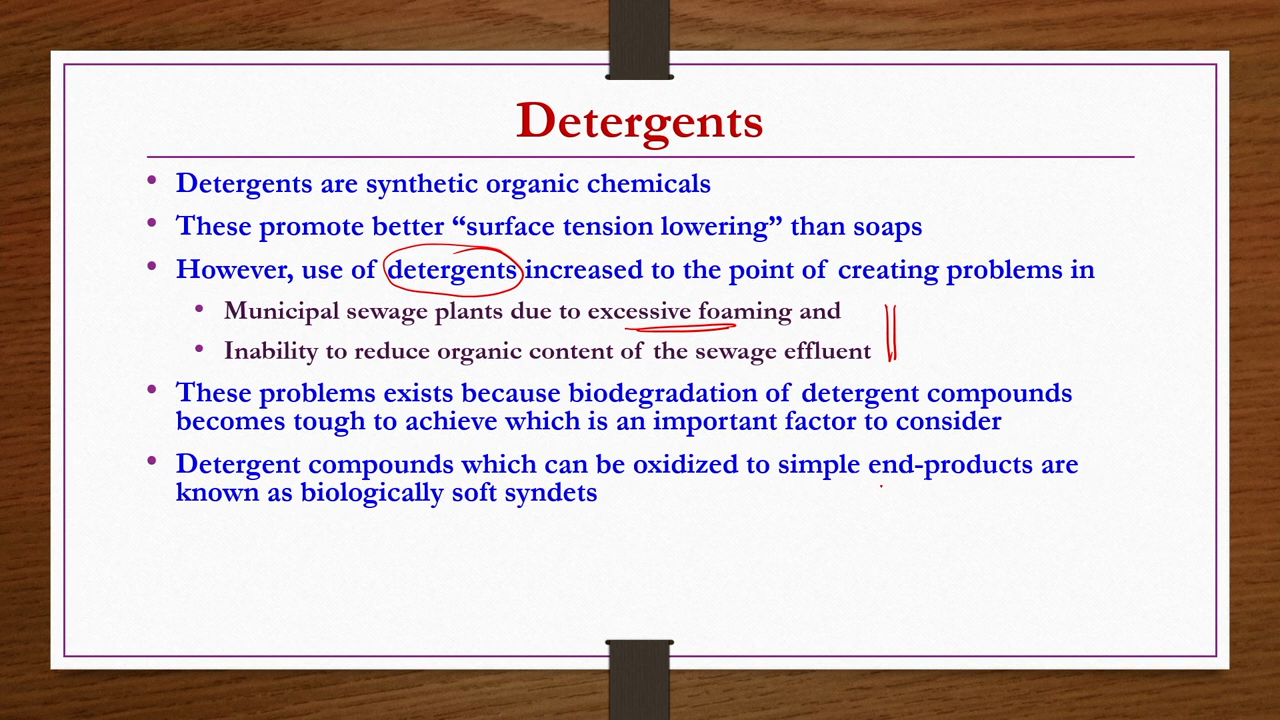 Detergents
• Detergents are synthetic organic chemicals
• These promote better “surface tension lowering” than soaps
• However, use of detergents increased to the point of creating problems in
• Municipal sewage plants due to excessive foaming and
• Inability to reduce organic content of the sewage effluent
• These problems exists because biodegradation of detergent compounds
becomes tough to achieve which is an important factor to consider
• Detergent compounds which can be oxidized to simple end-products are
known as biologically soft syndets